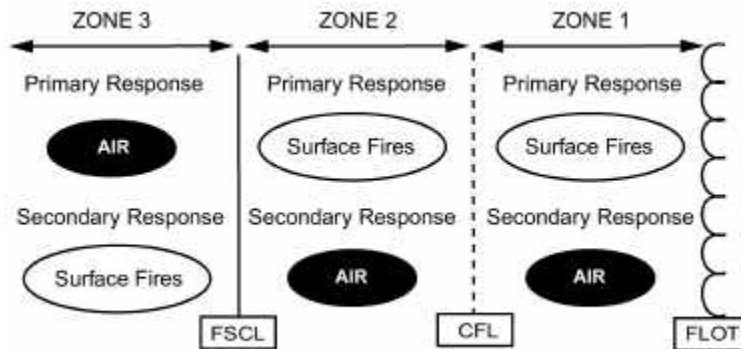 ZONE 3 ZONE 2 ZONE 1
Primary Response Primary Response Primary Response
AIR Surface Fires Surface Fires
Secondary Response Secondary Response Secondary Response
Surface Fires AIR AIR
FSCL CFL FLOT